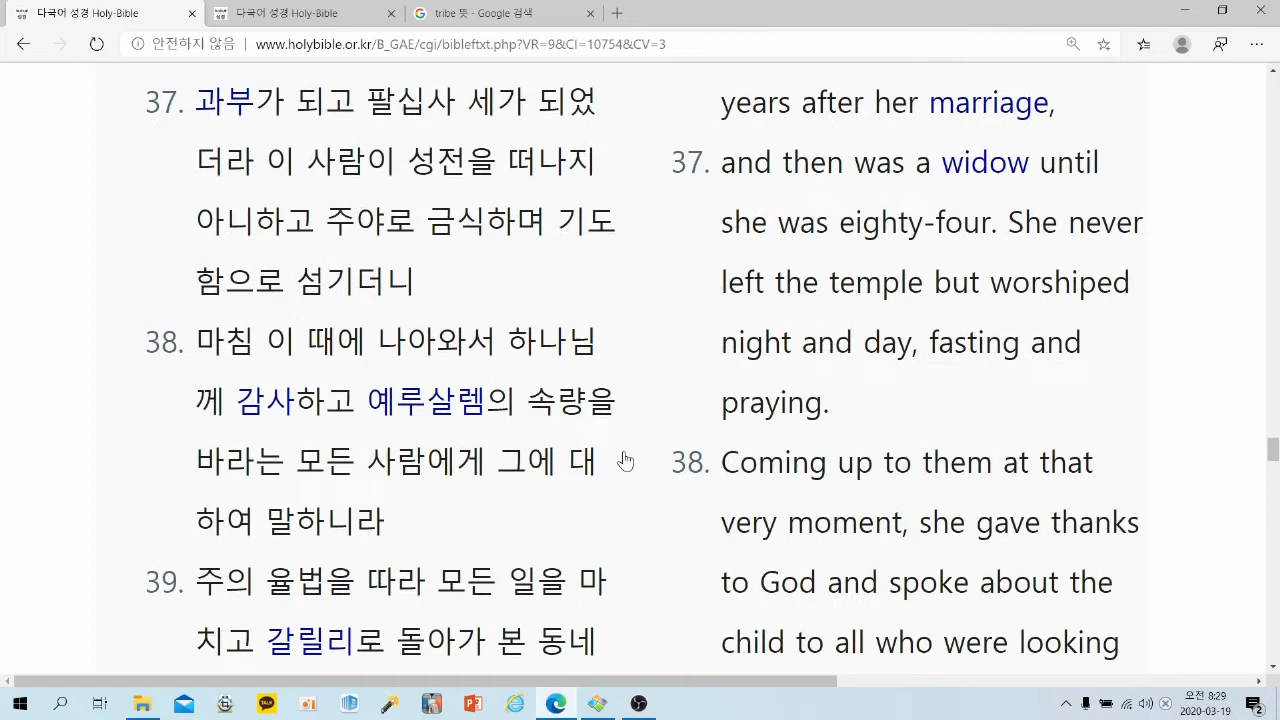 다국어 성경 Holy-Bible
다국어 성경 Holy-Bible
tribe 뜻 - Google 검색
안전하지 않음
www.holybible.or.kr/B_GAE/cgi/bibleftxt.php?VR=9&CI=10754&CV=3
37. 과부가 되고 팔십사 세가 되었
더라 이 사람이 성전을 떠나지
아니하고 주야로 금식하며 기도
함으로 섬기더니
38. 마침 이 때에 나아와서 하나님
께 감사하고 예루살렘의 속량을
바라는 모든 사람에게 그에 대
하여 말하니라
39. 주의 율법을 따라 모든 일을 마
치고 갈릴리로 돌아가 본 동네
years after her marriage,
37. and then was a widow until
she was eighty-four. She never
left the temple but worshiped
night and day, fasting and
praying.
38. Coming up to them at that
very moment, she gave thanks
to God and spoke about the
child to all who were looking
TALK
오전 8:29
2020-03-19
2